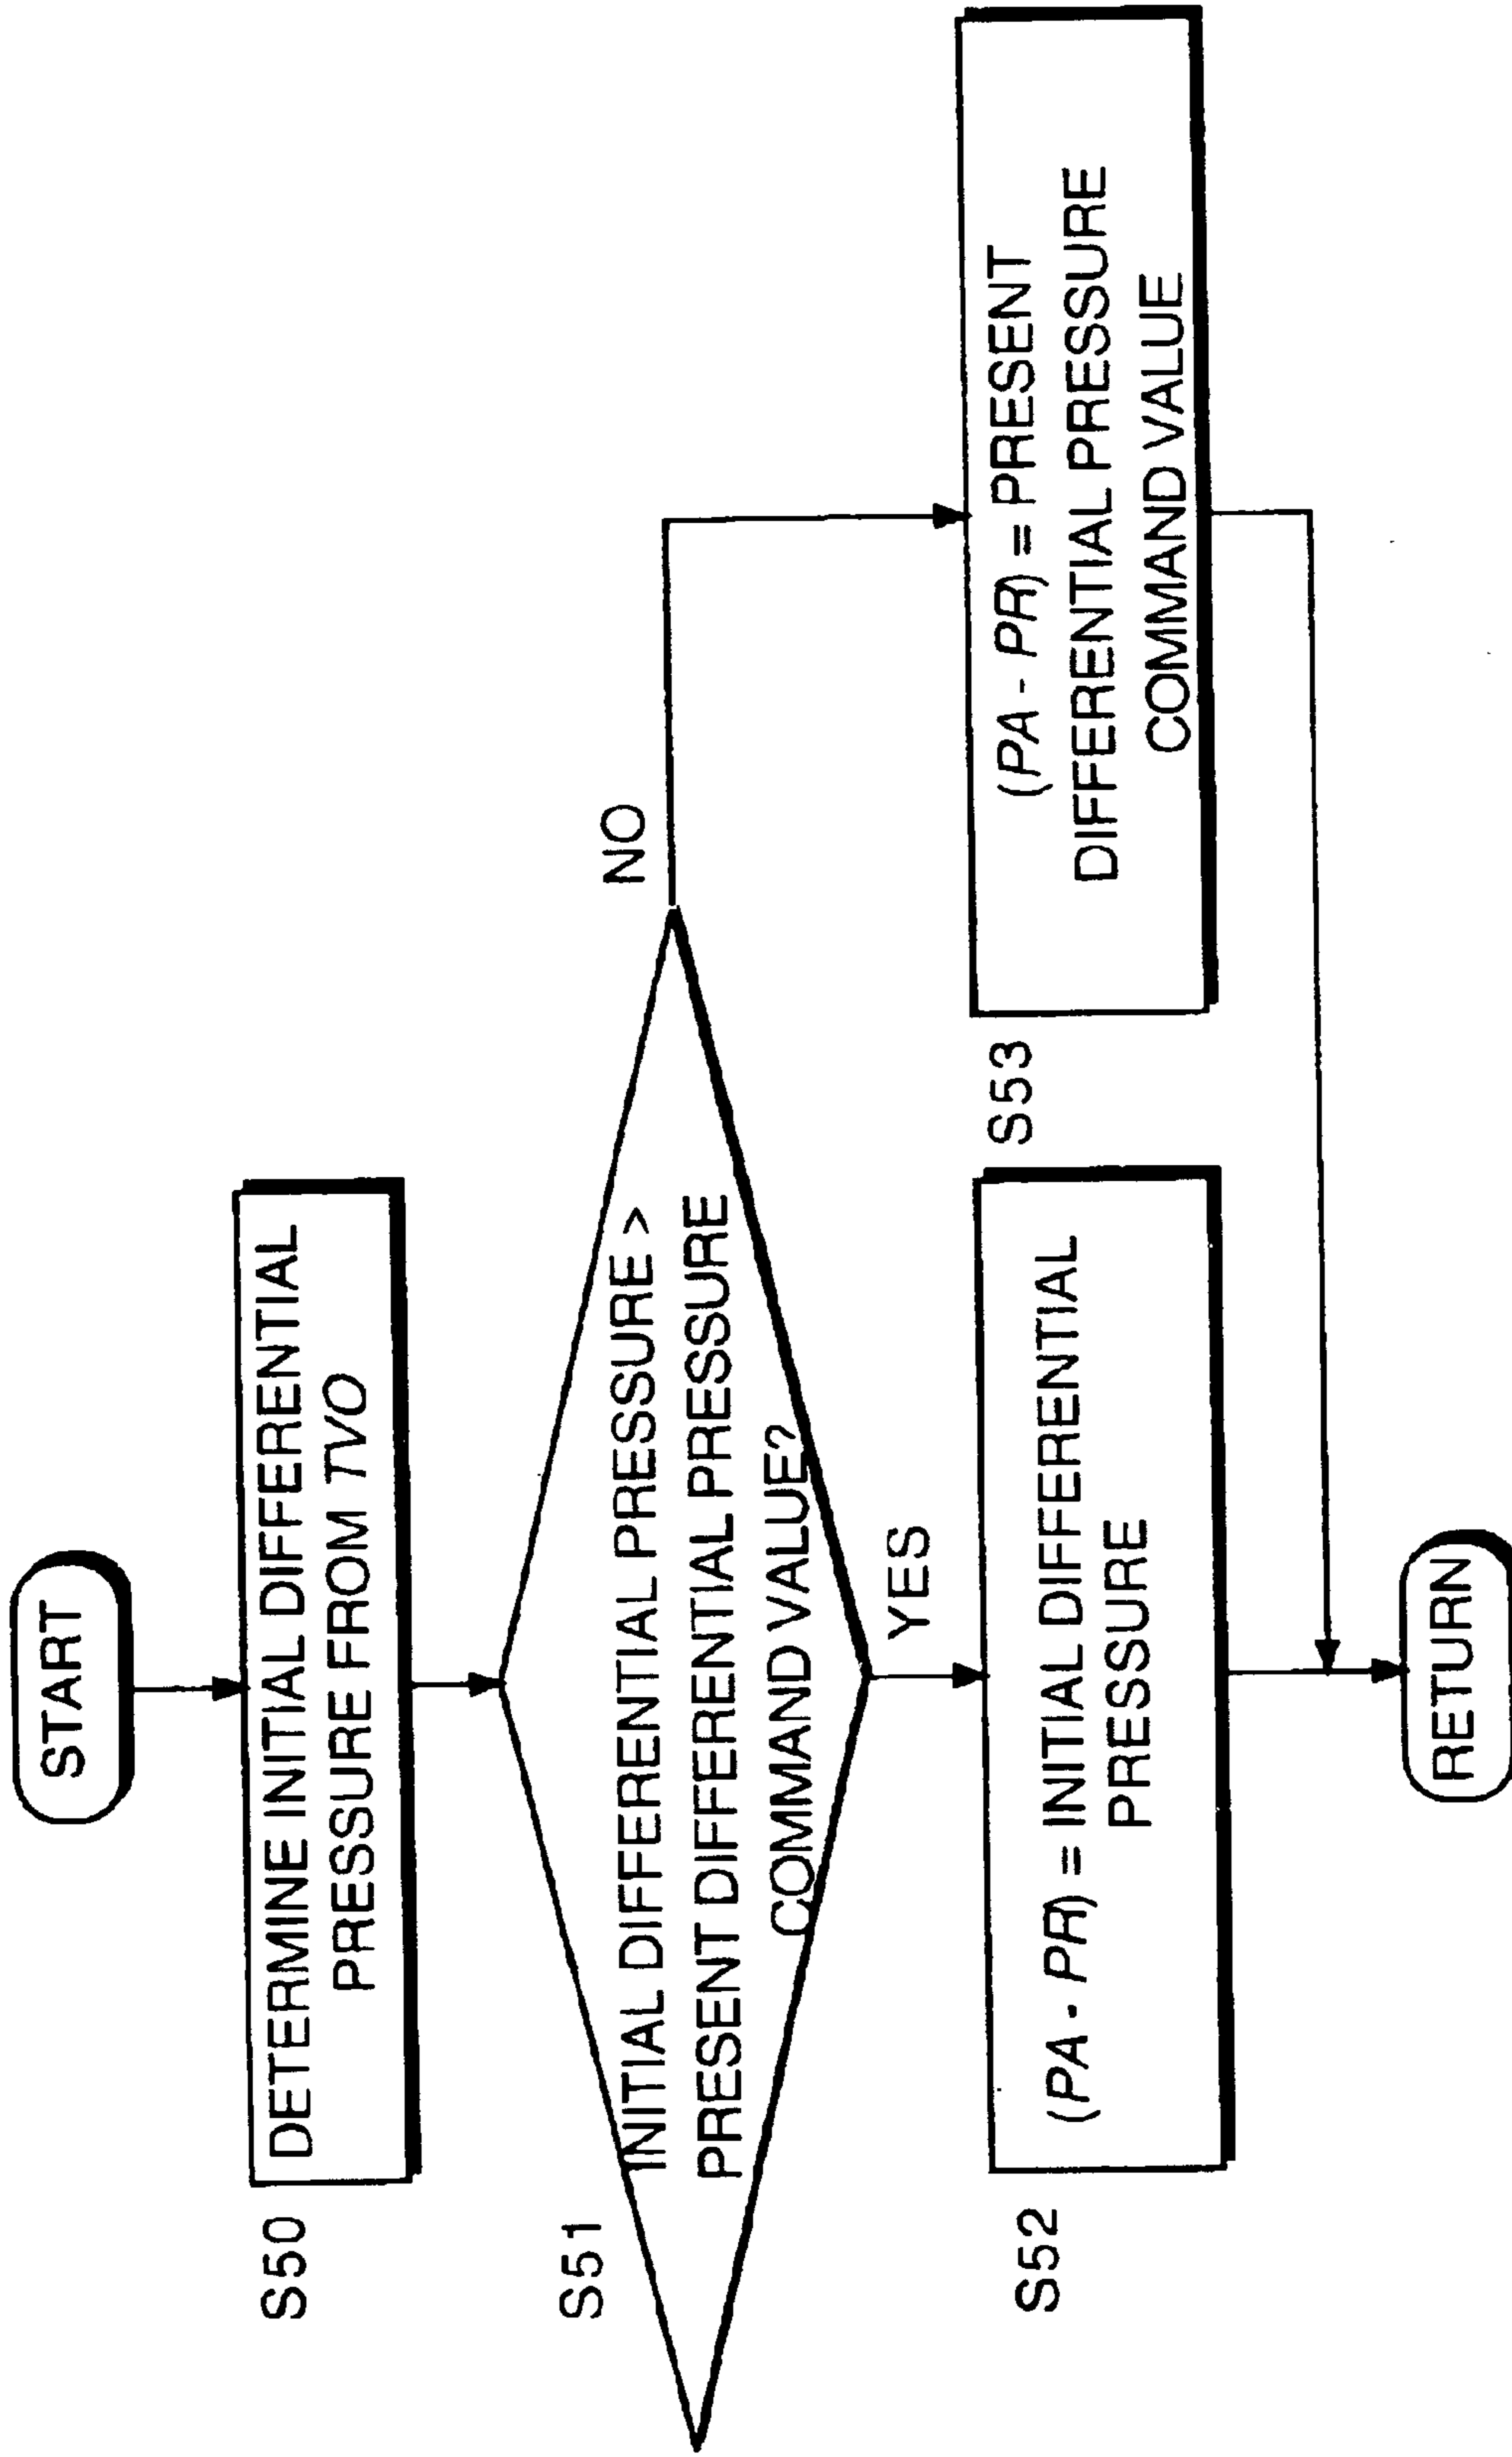 START
S50
DETERMINE INITIAL DIFFERENTIAL
PRESSURE FROM TVO
S51
INITIAL DIFFERENTIAL PRESSURE >
PRESENT DIFFERENTIAL PRESSURE
COMMAND VALUE?
NO
YES
S52
(PA - PR) = INITIAL DIFFERENTIAL
PRESSURE
S53
(PA - PR) = PRESENT
DIFFERENTIAL PRESSURE
COMMAND VALUE
RETURN